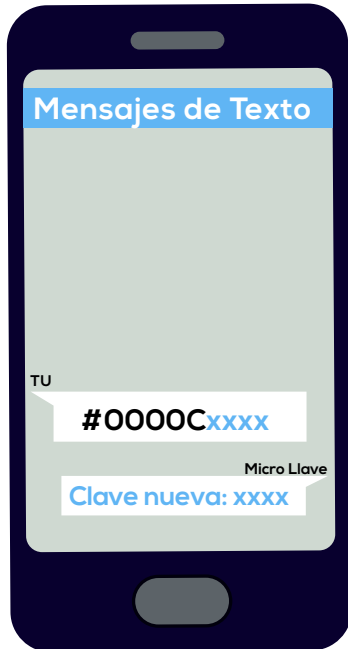 Mensajes de Texto
TU
#0000Cxxxx
Micro Llave
Clave nueva: xxxx